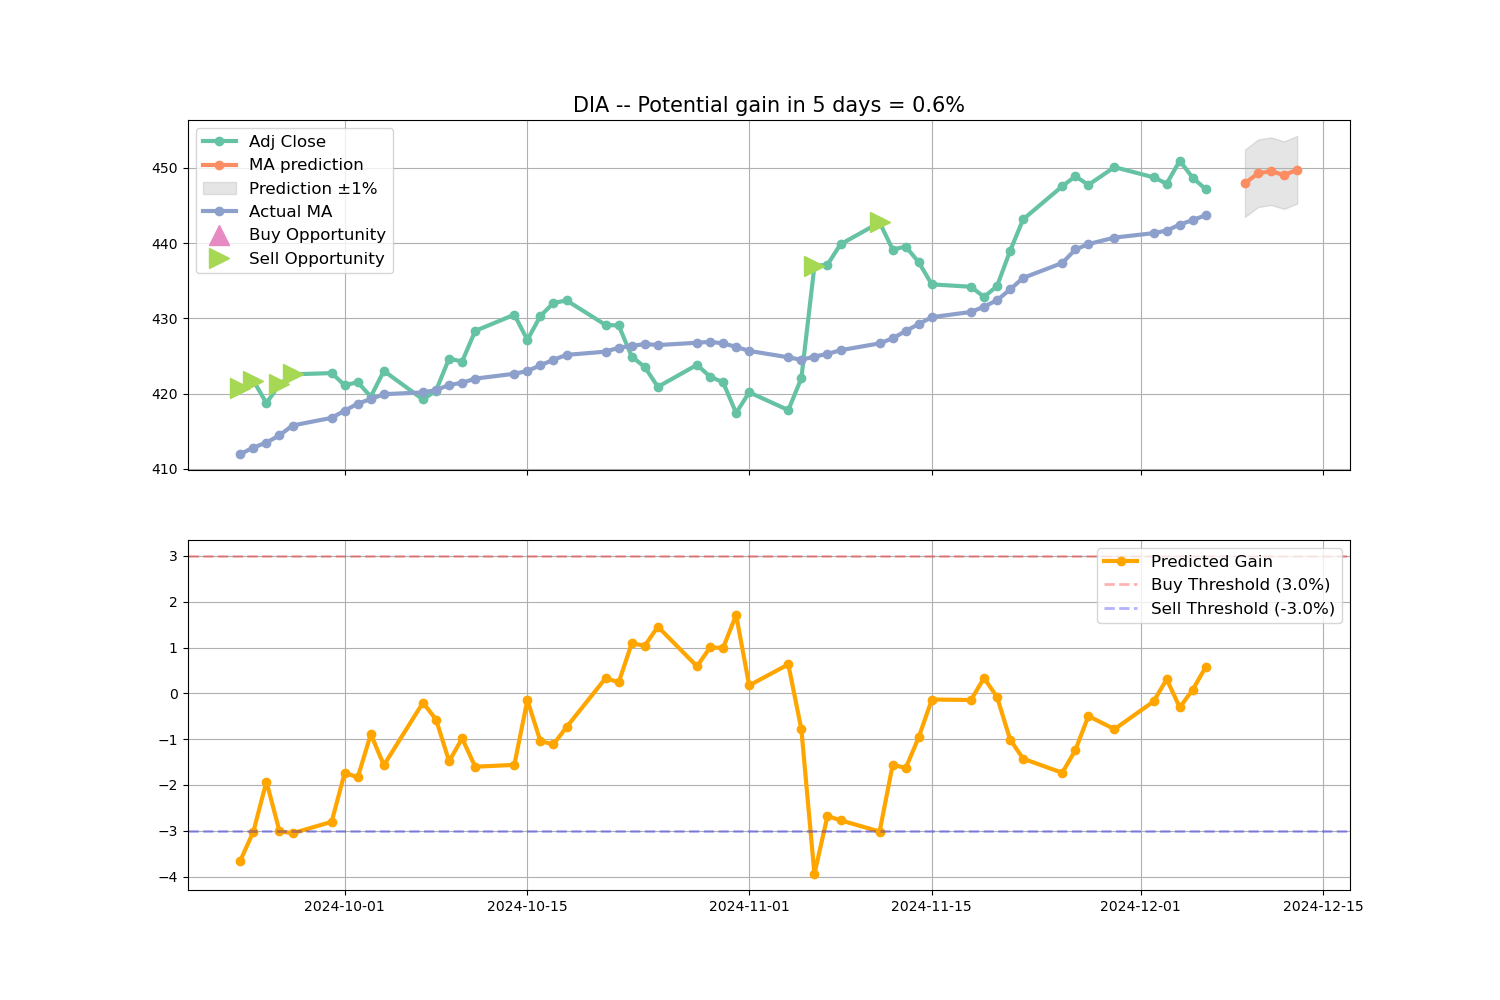 DIA -- Potential gain in 5 days = 0.6%
Adj Close
MA prediction
Prediction ±1%
Actual MA
Buy Opportunity
Sell Opportunity
450
440
430
420
410
3
2
1
0
−1
−2
−3
−4
Predicted Gain
Buy Threshold (3.0%)
Sell Threshold (-3.0%)
2024-10-01 2024-10-15 2024-11-01 2024-11-15 2024-12-01 2024-12-15